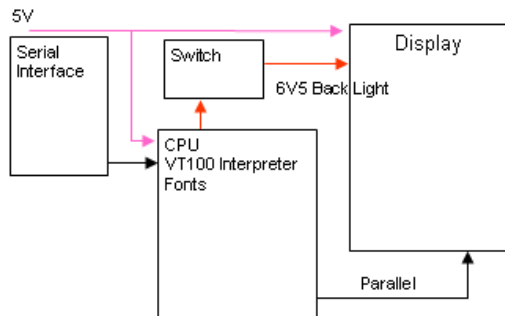 5V
Serial
Interface
Switch
Display
6V5 Back Light
CPU
VT100 Interpreter
Fonts
Parallel